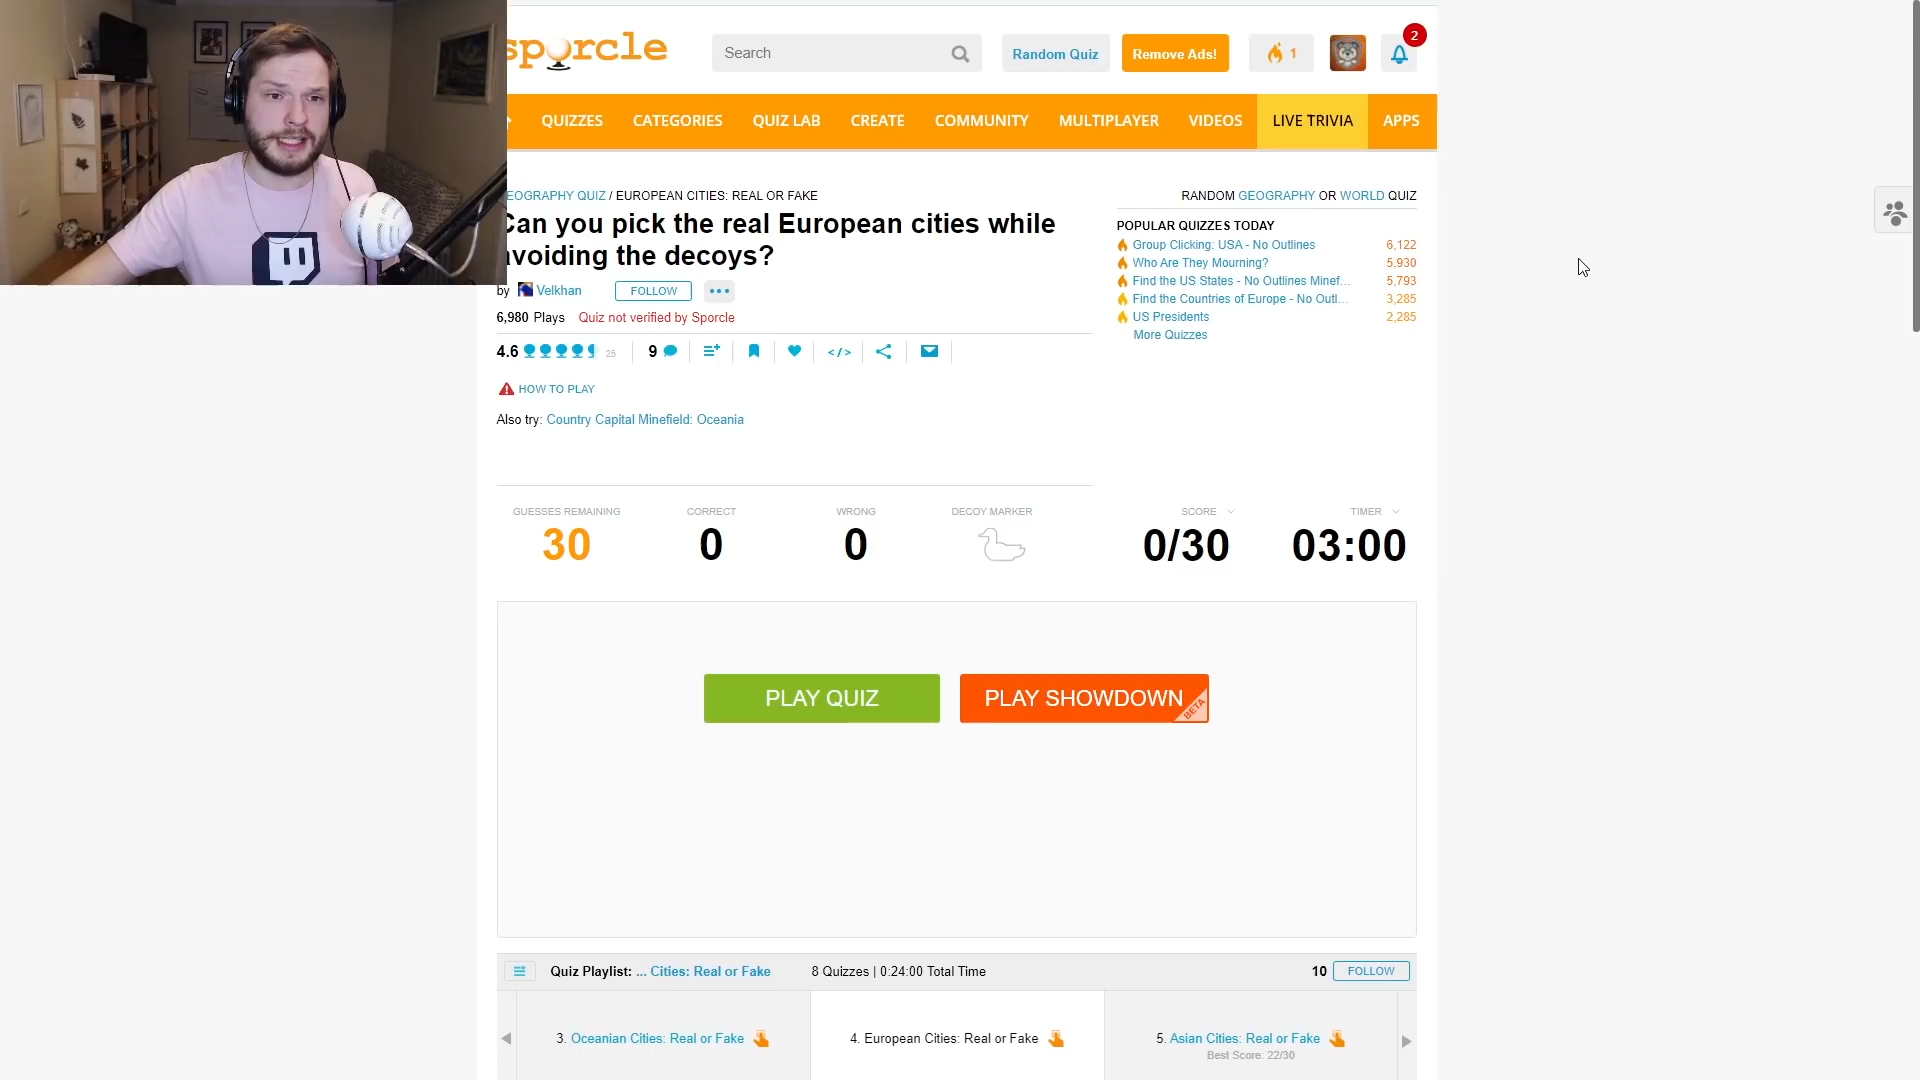 sporcle
Search
Random Quiz
Remove Ads!
1
2
QUIZZES
CATEGORIES
QUIZ LAB
CREATE
COMMUNITY
MULTIPLAYER
VIDEOS
LIVE TRIVIA
APPS
EOGRAPHY QUIZ / EUROPEAN CITIES: REAL OR FAKE
Can you pick the real European cities while
avoiding the decoys?
by Velkhan
FOLLOW
6,980 Plays
Quiz not verified by Sporcle
4.6
25
9
</>
HOW TO PLAY
Also try: Country Capital Minefield: Oceania
RANDOM GEOGRAPHY OR WORLD QUIZ
POPULAR QUIZZES TODAY
Group Clicking: USA - No Outlines 6,122
Who Are They Mourning? 5,930
Find the US States - No Outlines Minef... 5,793
Find the Countries of Europe - No Outl... 3,285
US Presidents 2,285
More Quizzes
GUESSES REMAINING
30
CORRECT
0
WRONG
0
DECOY MARKER
SCORE
0/30
TIMER
03:00
PLAY QUIZ
PLAY SHOWDOWN
BETA
Quiz Playlist: ... Cities: Real or Fake
8 Quizzes | 0:24:00 Total Time
10
FOLLOW
3. Oceanian Cities: Real or Fake
4. European Cities: Real or Fake
5. Asian Cities: Real or Fake
Best Score: 22/30